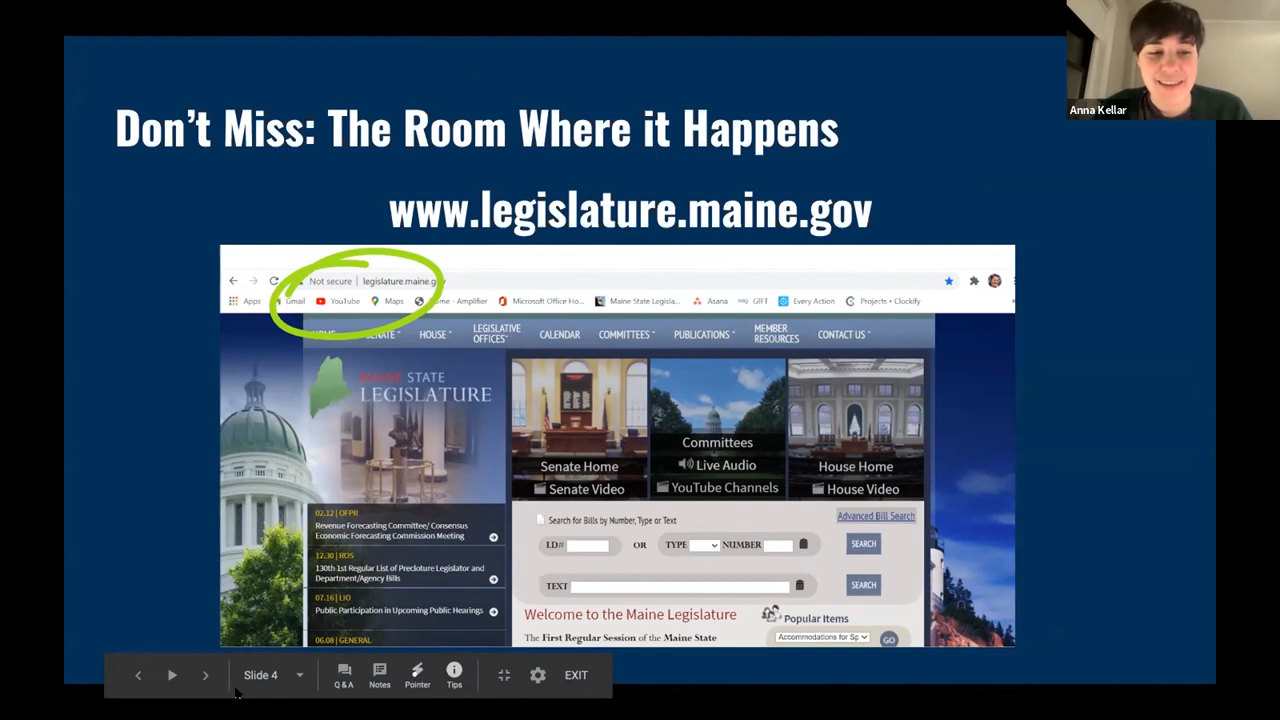 Don't Miss: The Room Where it Happens
Anna Kellar
www.legislature.maine.gov
Not secure | legislature.maine.g
Apps Gmail YouTube Maps Home - Amplifier Microsoft Office Ho... Maine State Legisla... Asana GIFT Every Action Projects • Clockify
HOME SENATE HOUSE LEGISLATIVE OFFICES CALENDAR COMMITTEES PUBLICATIONS MEMBER RESOURCES CONTACT US
MAINE STATE
LEGISLATURE
Senate Home
Senate Video
Committees
Live Audio
YouTube Channels
House Home
House Video
02.12 | OFPR
Revenue Forecasting Committee/ Consensus
Economic Forecasting Commission Meeting
12.30 | ROS
130th 1st Regular List of Precloture Legislator and
Department/Agency Bills
07.16 | LIO
Public Participation in Upcoming Public Hearings
06.08 | GENERAL
Search for Bills by Number, Type or Text
Advanced Bill Search
LD# OR TYPE NUMBER SEARCH
TEXT SEARCH
Welcome to the Maine Legislature
The First Regular Session of the Maine State
Popular Items
Accommodations for Sp GO
Slide 4 Q & A Notes Pointer Tips EXIT